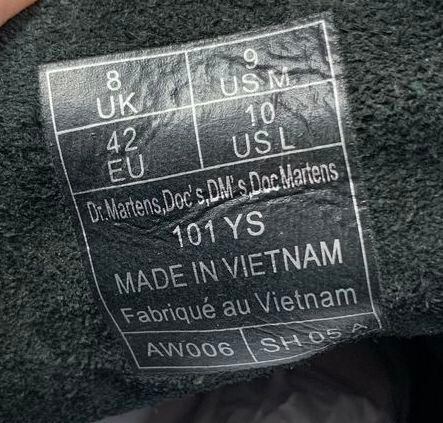 8 UK
9 US M
42 EU
10 US L
Dr.Martens,Doc's,DM's,Doc Martens
101 YS
MADE IN VIETNAM
Fabriqué au Vietnam
AW006 SH 05 A